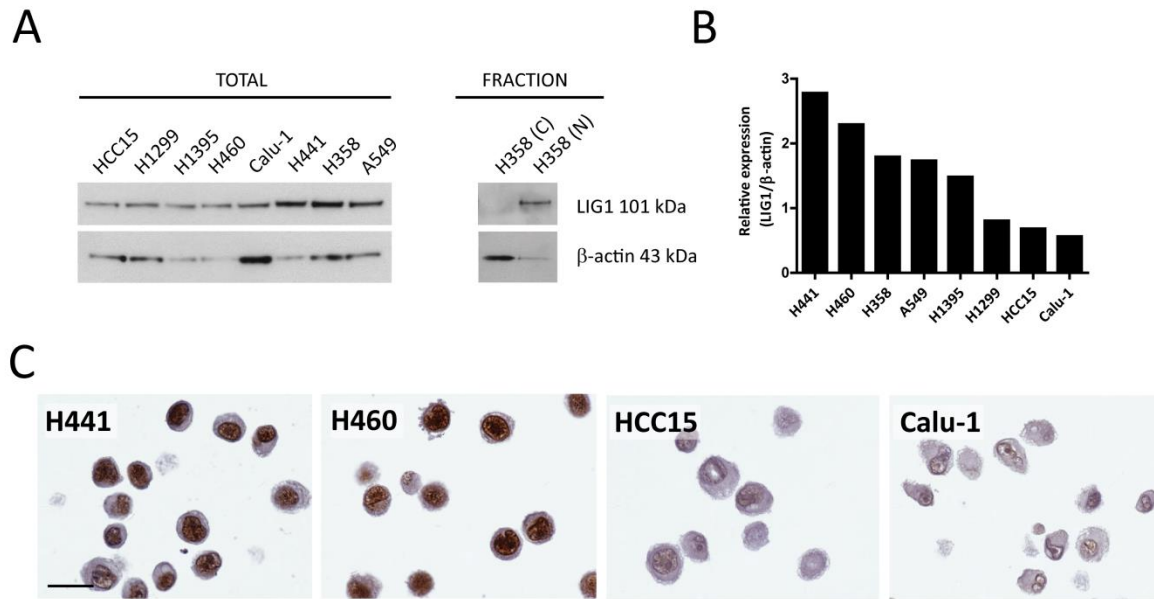 A
TOTAL
FRACTION
HCC15
H1299
H1395
H460
Calu-1
H441
H358
A549
H358 (C)
H358 (N)
LIG1 101 kDa
β-actin 43 kDa
B
Relative expression
(LIG1/β-actin)
3
2
1
0
H441
H460
H358
A549
H1395
H1299
HCC15
Calu-1
C
H441
H460
HCC15
Calu-1